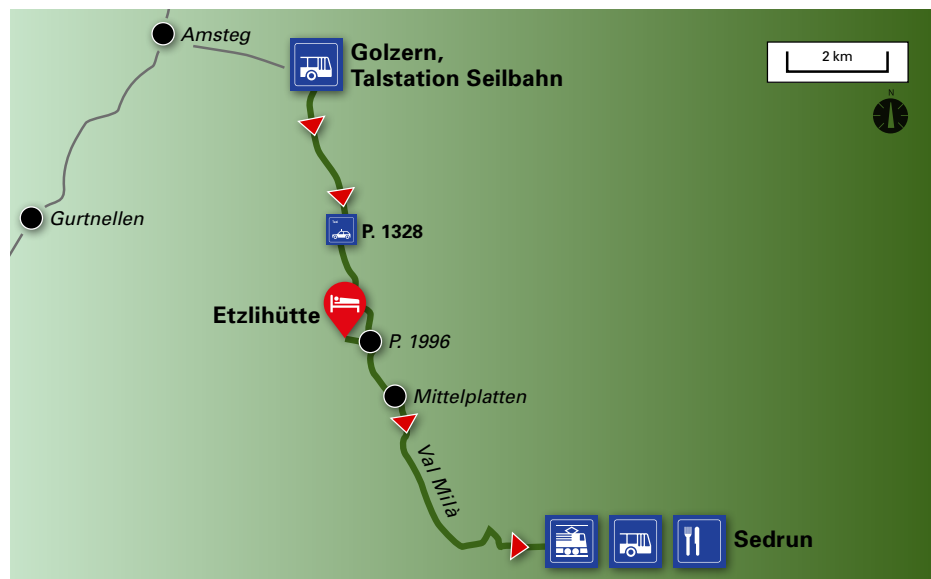 Amsteg
Golzern,
Talstation Seilbahn
2 km
N
Gurtnellen
P. 1328
Etzlihütte
P. 1996
Mittelplatten
Val Milà
Sedrun